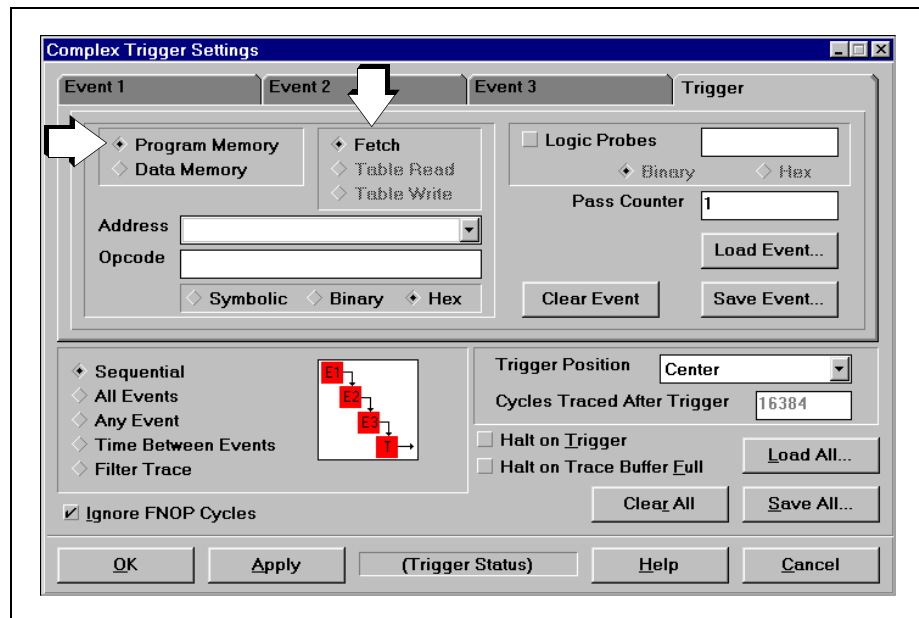 Complex Trigger Settings
Event 1
Event 2
Event 3
Trigger
Program Memory
Data Memory
Fetch
Table Read
Table Write
Address
Opcode
Symbolic
Binary
Hex
Logic Probes
Binary
Hex
Pass Counter
1
Load Event...
Clear Event
Save Event...
Sequential
All Events
Any Event
Time Between Events
Filter Trace
E1
E2
E3
T
Ignore FNOP Cycles
Trigger Position
Center
Cycles Traced After Trigger
16384
Halt on Trigger
Halt on Trace Buffer Full
Load All...
Clear All
Save All...
OK
Apply
(Trigger Status)
Help
Cancel